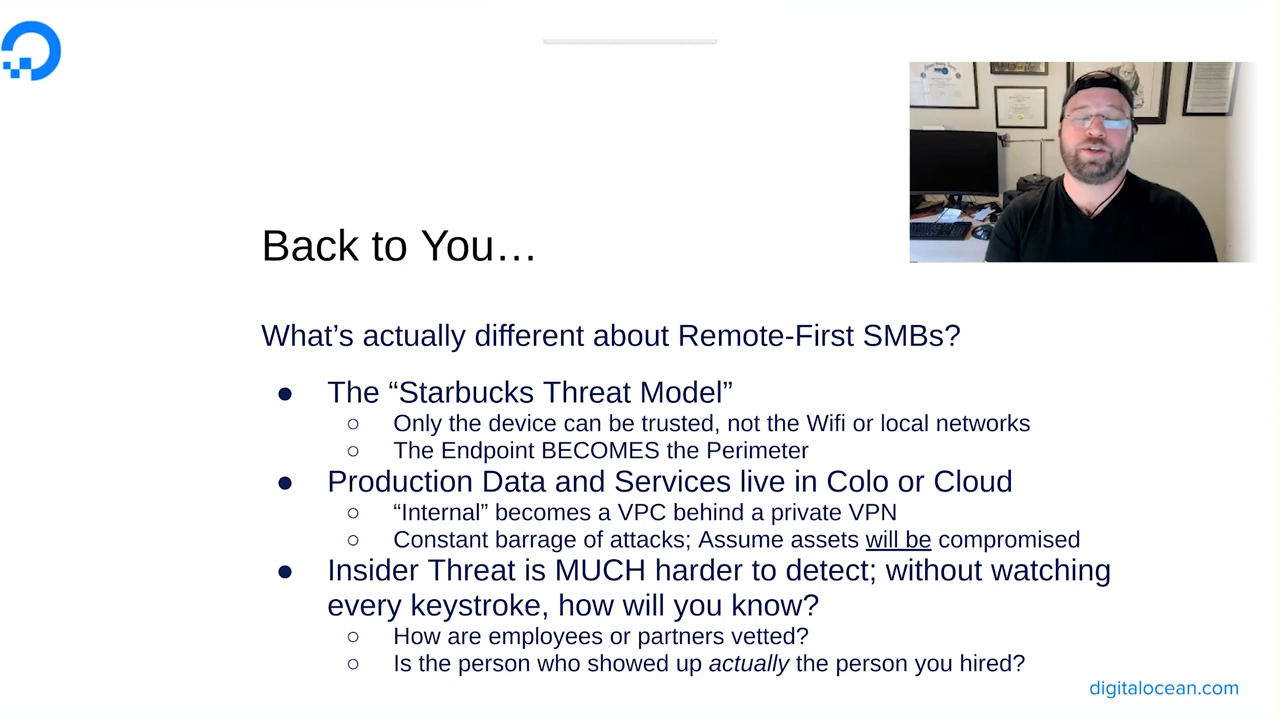 Back to You…
What’s actually different about Remote-First SMBs?
● The “Starbucks Threat Model”
○ Only the device can be trusted, not the Wifi or local networks
○ The Endpoint BECOMES the Perimeter
● Production Data and Services live in Colo or Cloud
○ “Internal” becomes a VPC behind a private VPN
○ Constant barrage of attacks; Assume assets will be compromised
● Insider Threat is MUCH harder to detect; without watching
every keystroke, how will you know?
○ How are employees or partners vetted?
○ Is the person who showed up actually the person you hired?
digitalocean.com